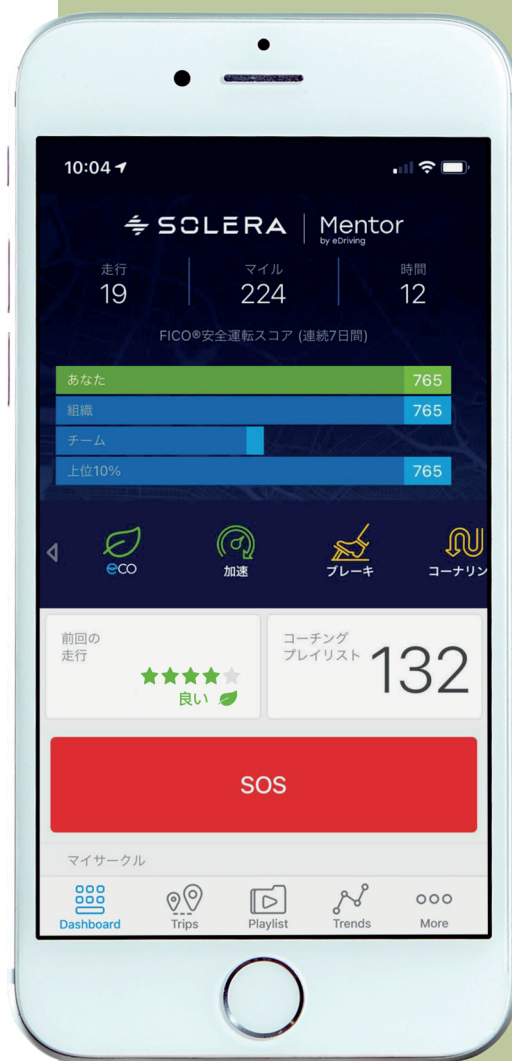 10:04
SOLERA | Mentor
by eDriving
走行
19
マイル
224
時間
12
FICO®安全運転スコア (連続7日間)
あなた 765
組織 765
チーム
上位10% 765
eco
加速
ブレーキ
コーナリン
前回の
走行
良い
コーチング
プレイリスト
132
SOS
マイサークル
Dashboard
Trips
Playlist
Trends
More